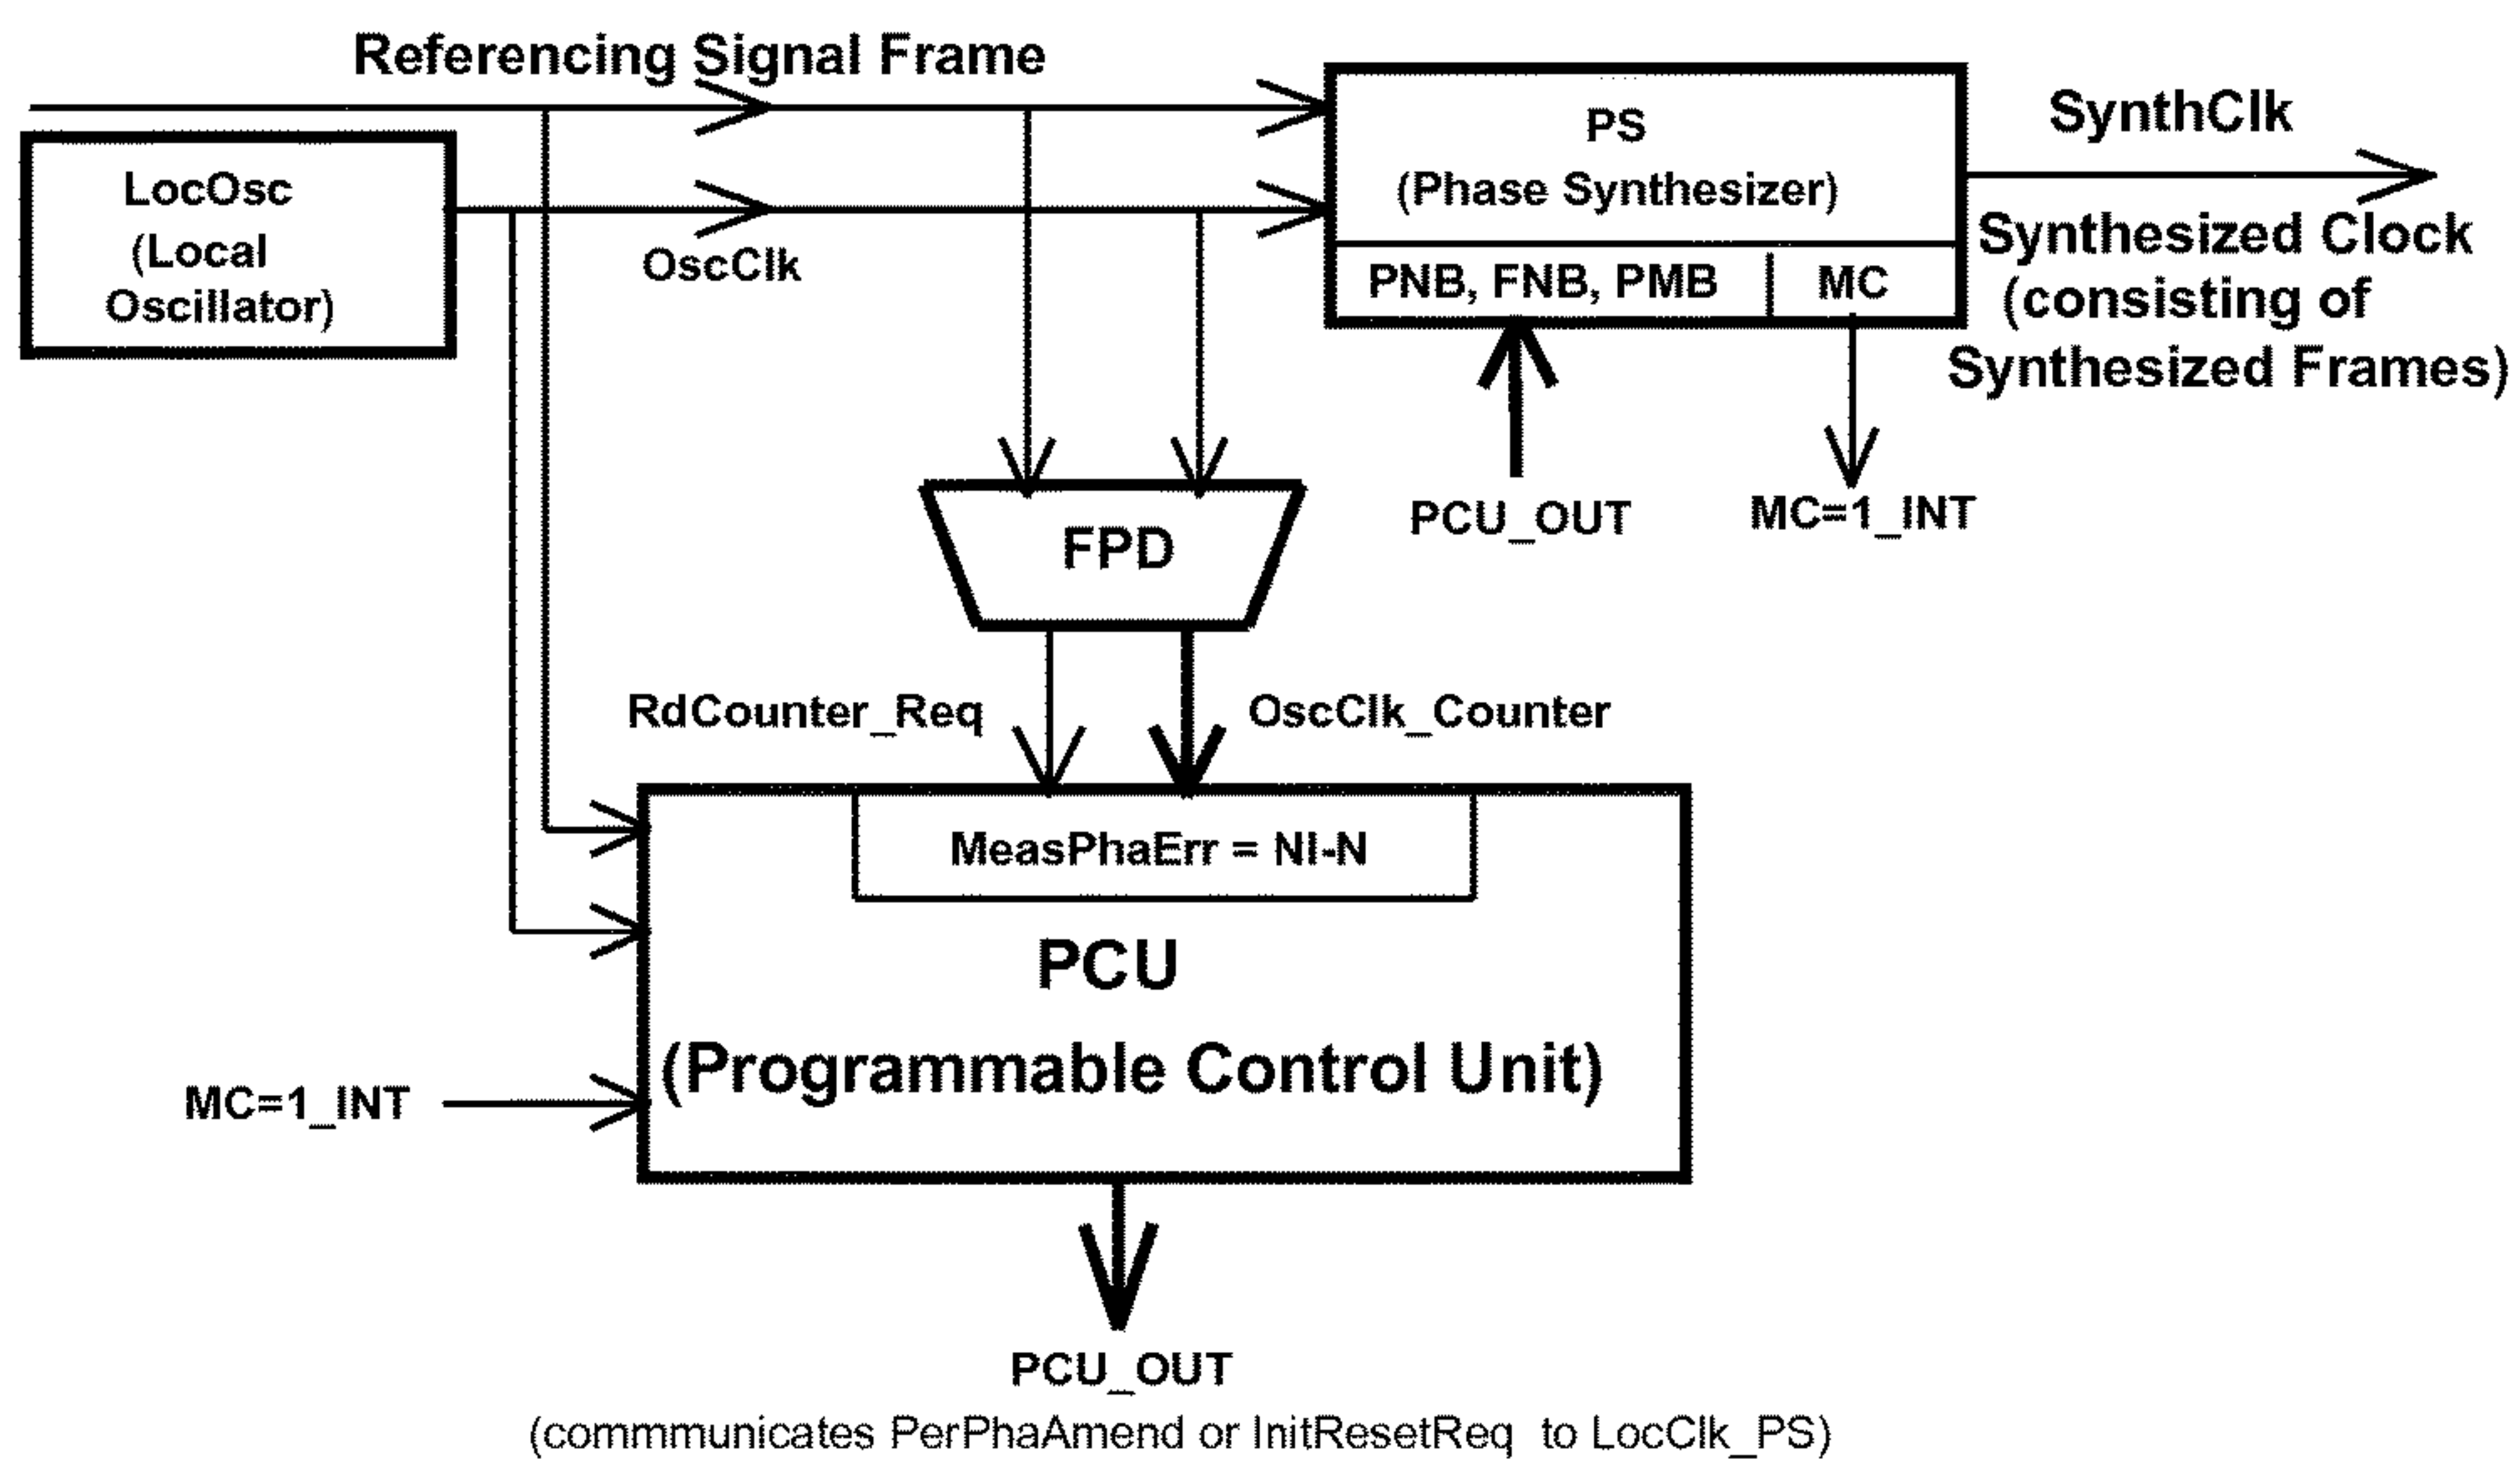 Referencing Signal Frame
LocOsc
(Local
Oscillator)
OscClk
PS
(Phase Synthesizer)
PNB, FNB, PMB
MC
SynthClk
Synthesized Clock
(consisting of
Synthesized Frames)
PCU_OUT
MC=1_INT
FPD
RdCounter_Req
OscClk_Counter
MeasPhaErr = NI-N
PCU
(Programmable Control Unit)
MC=1_INT
PCU_OUT
(commmunicates PerPhaAmend or InitResetReq to LocClk_PS)